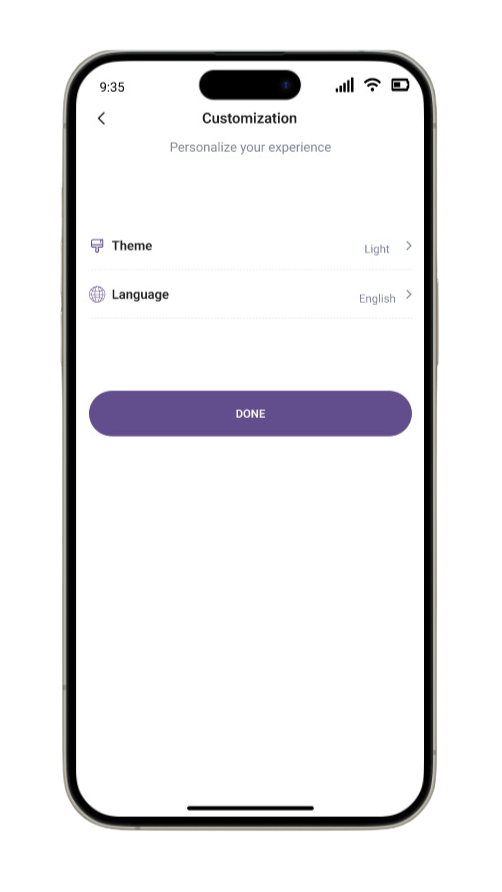 9:35
Customization
Personalize your experience
Theme
Light
Language
English
DONE